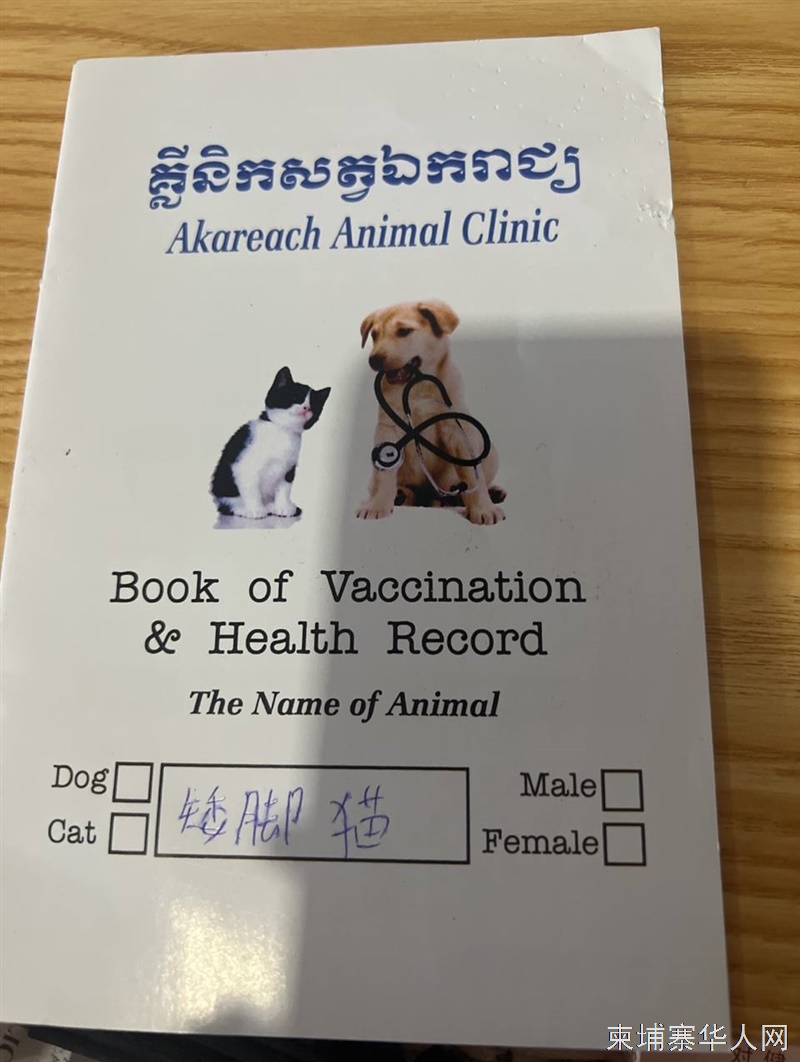 គ្លីនិកសត្វឯករាជ្យ
Akareach Animal Clinic
Book of Vaccination
& Health Record
The Name of Animal
Dog
Cat
矮脚猫
Male
Female
柬埔寨华人网